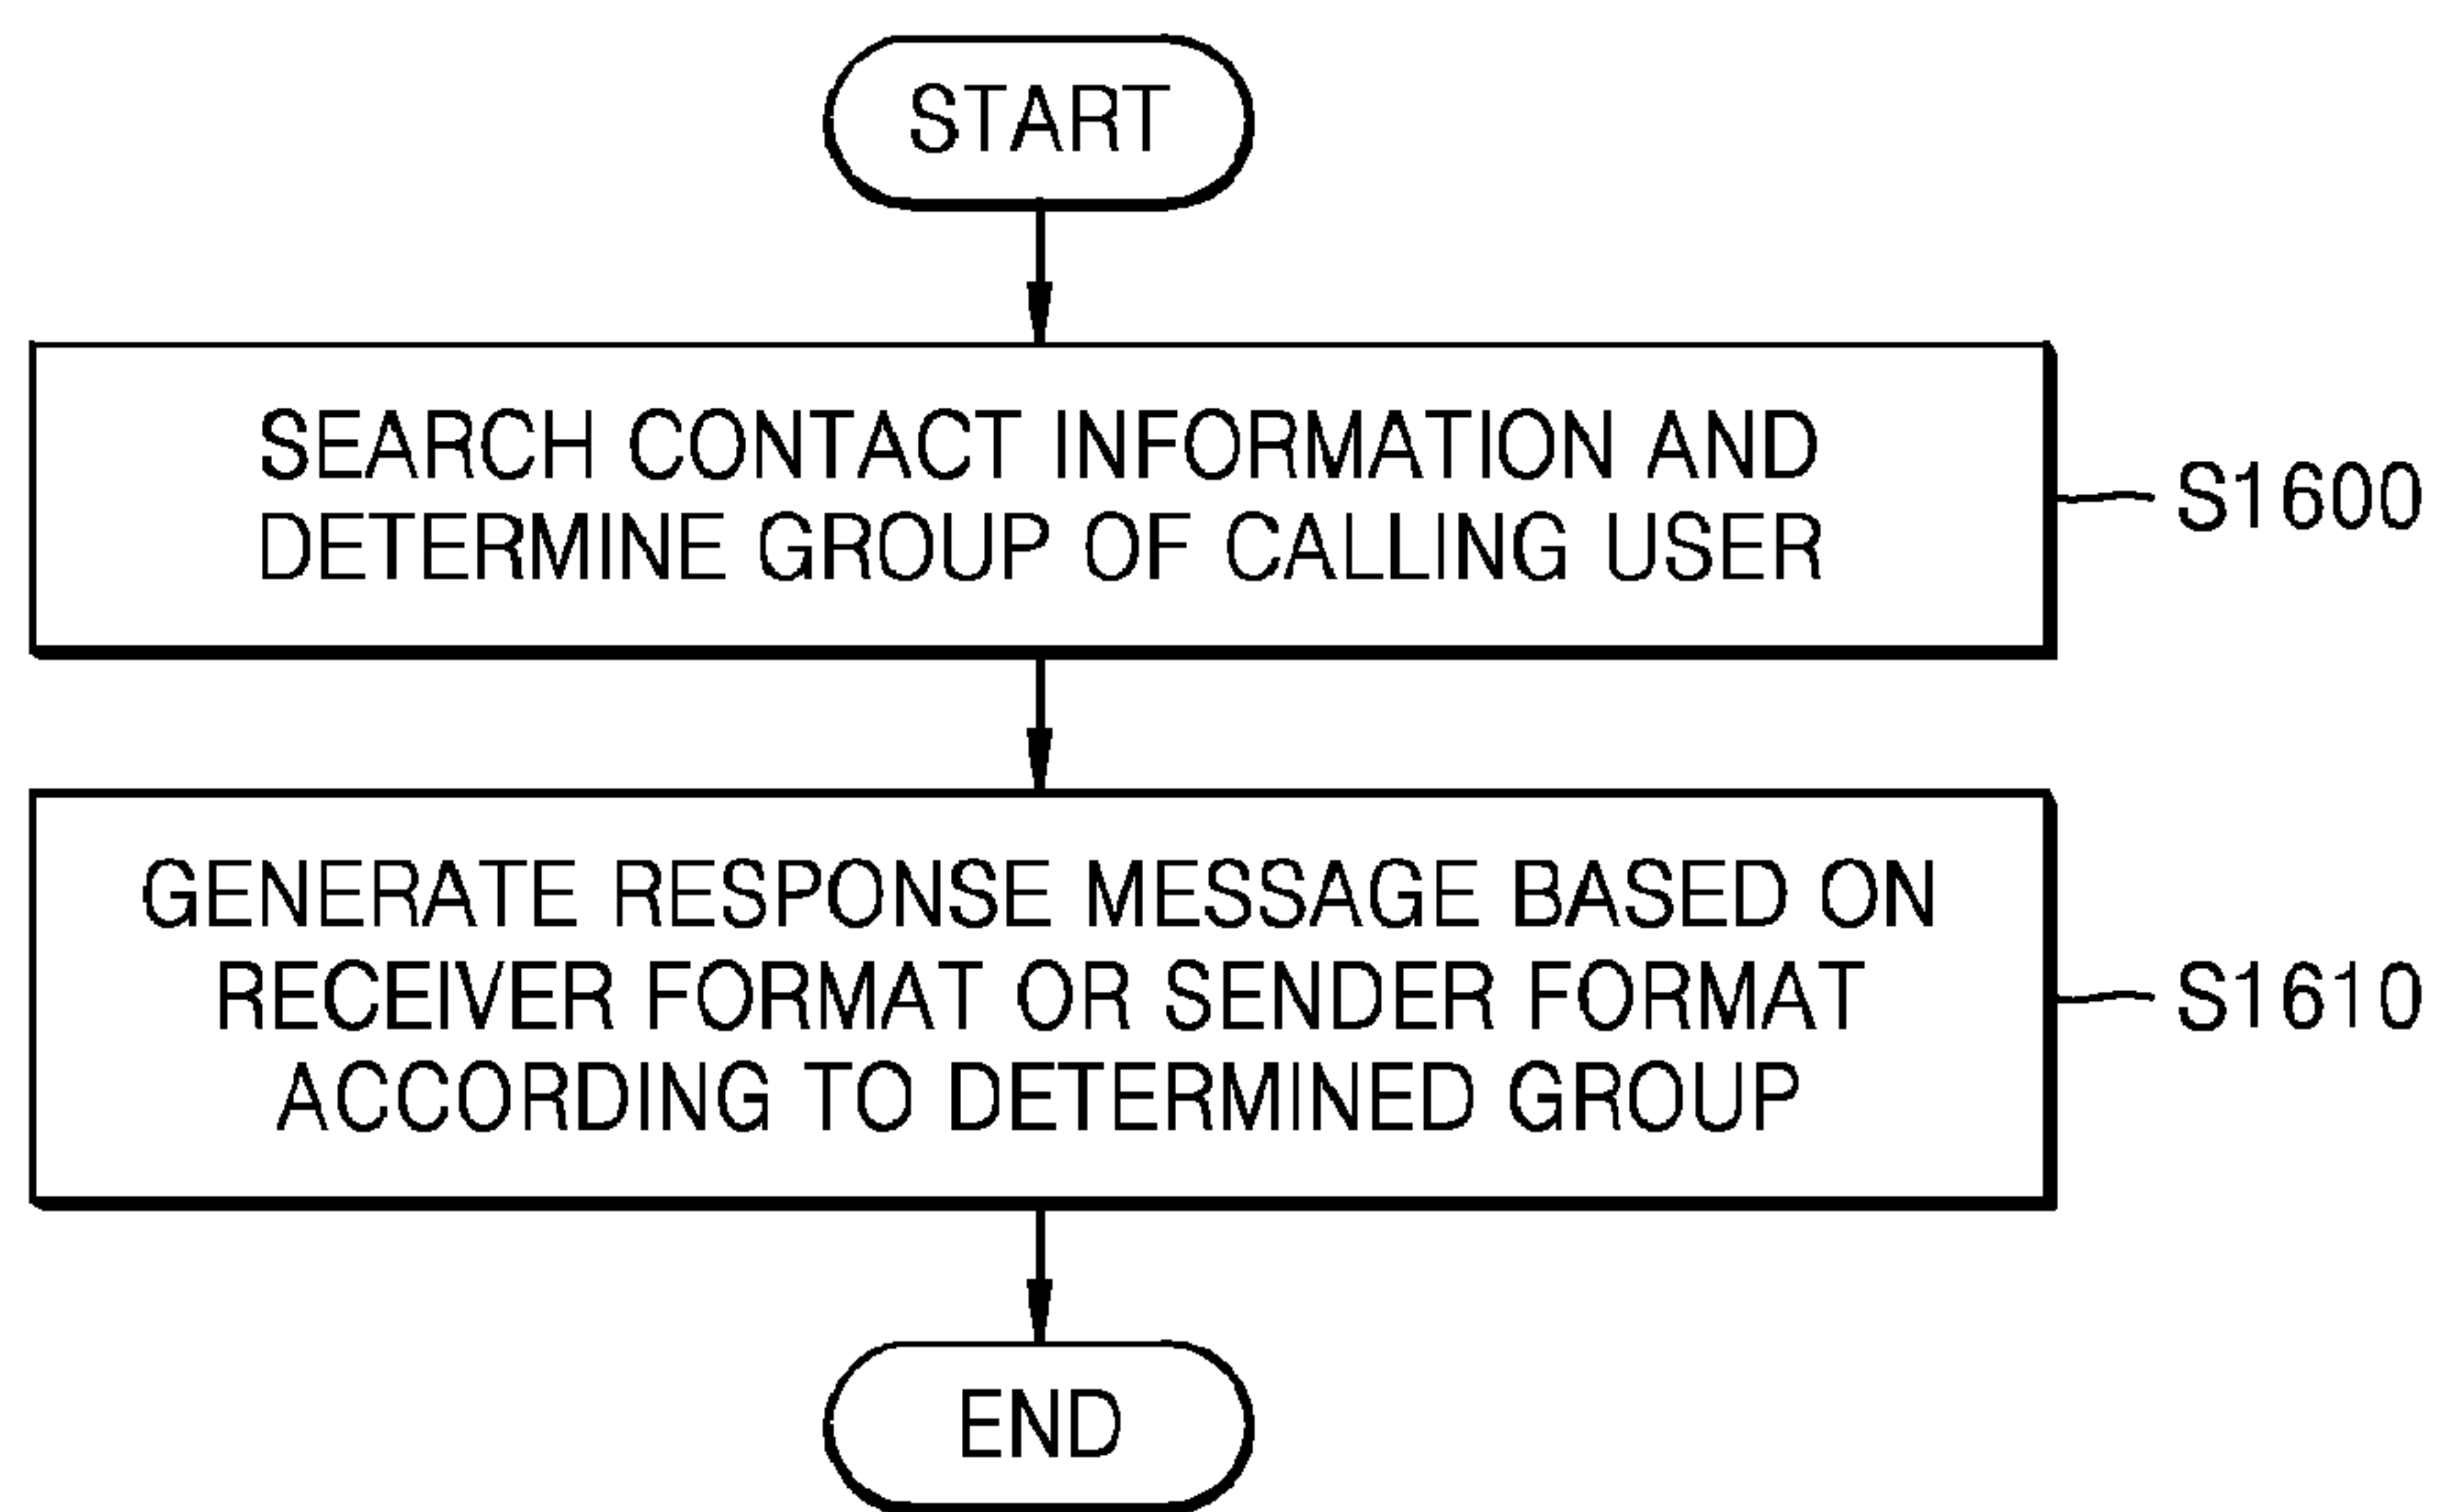 START
SEARCH CONTACT INFORMATION AND
DETERMINE GROUP OF CALLING USER
S1600
GENERATE RESPONSE MESSAGE BASED ON
RECEIVER FORMAT OR SENDER FORMAT
ACCORDING TO DETERMINED GROUP
S1610
END